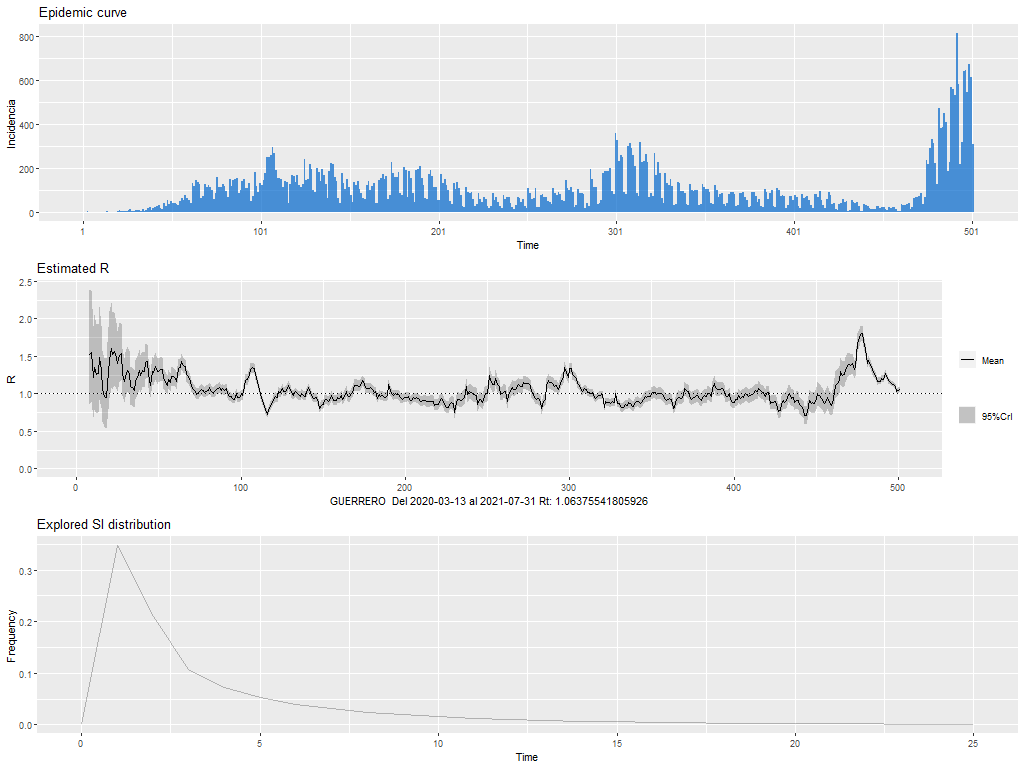 Epidemic curve
800
600
400
200
0
Incidencia
1 101 201 301 401 501
Time
Estimated R
2.5
2.0
1.5
1.0
0.5
0.0
R
Mean
95%CrI
0 100 200 300 400 500
GUERRERO Del 2020-03-13 al 2021-07-31 Rt: 1.06375541805926
Explored SI distribution
0.3
0.2
0.1
0.0
Frequency
0 5 10 15 20 25
Time